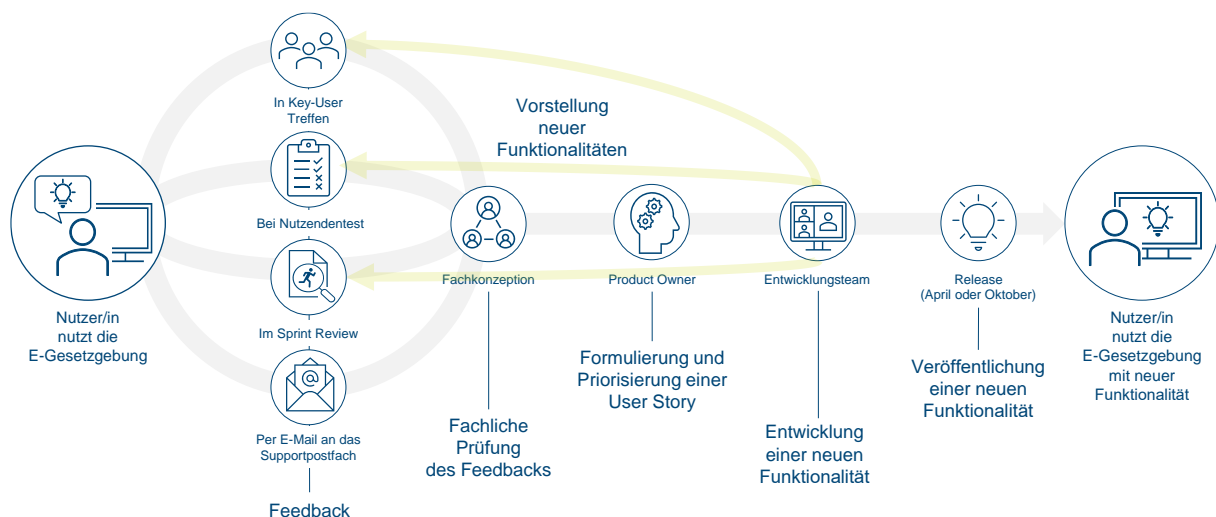 In Key-User
Treffen
Vorstellung
neuer
Funktionalitäten
Bei Nutzendentest
Nutzer/in
nutzt die
E-Gesetzgebung
Im Sprint Review
@
Per E-Mail an das
Supportpostfach
Feedback
Fachkonzeption
Fachliche
Prüfung
des Feedbacks
Product Owner
Formulierung und
Priorisierung einer
User Story
Entwicklungsteam
Entwicklung
einer neuen
Funktionalität
Release
(April oder Oktober)
Veröffentlichung
einer neuen
Funktionalität
Nutzer/in
nutzt die
E-Gesetzgebung
mit neuer
Funktionalität